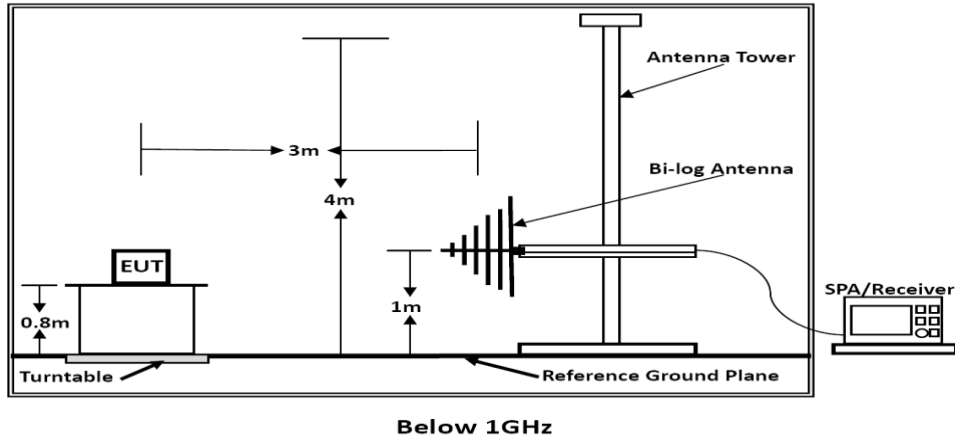 Antenna Tower
3m
Bi-log Antenna
4m
EUT
1m
SPA/Receiver
0.8m
Turntable
Reference Ground Plane
Below 1GHz